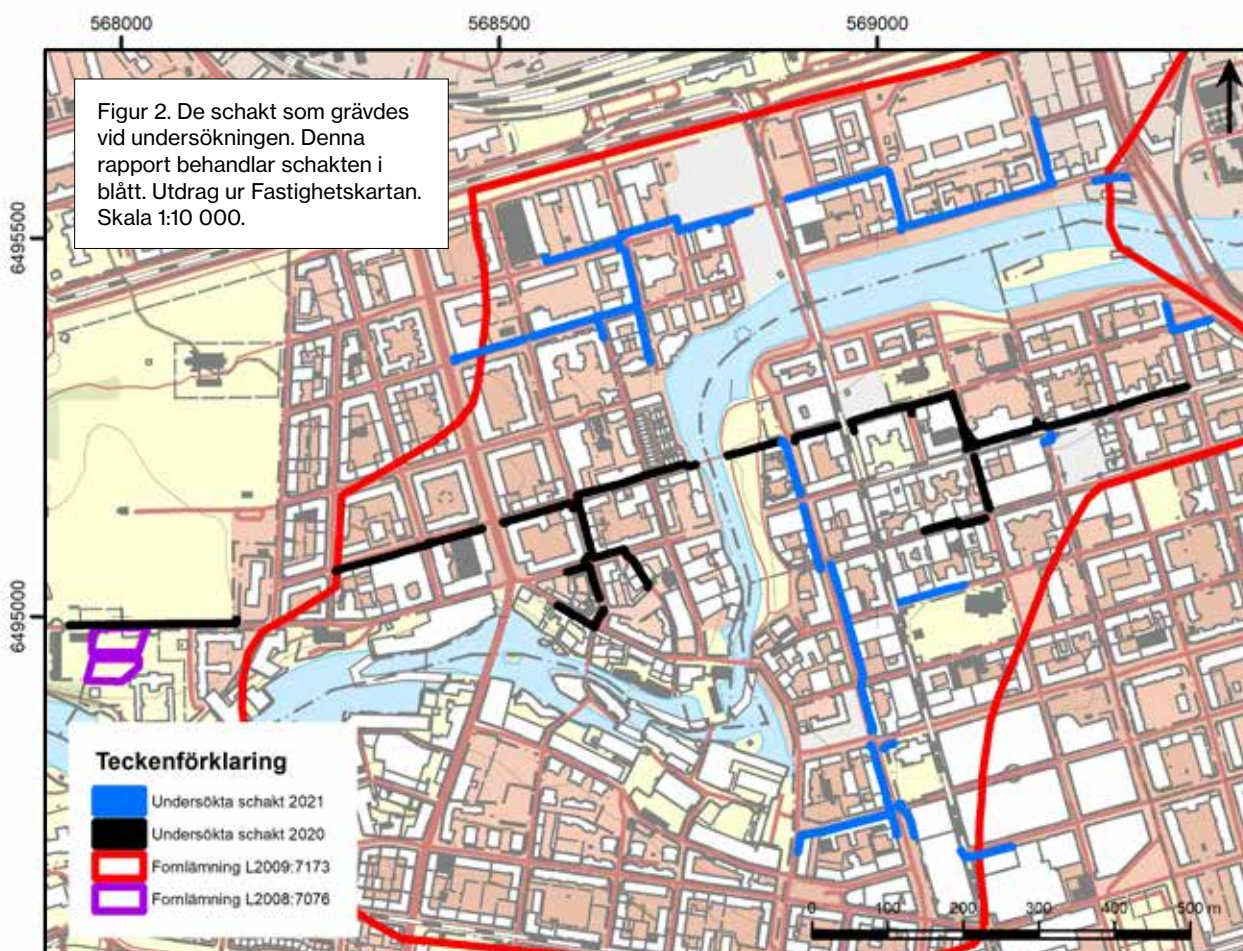 568000
568500
569000
Figur 2. De schakt som grävdes
vid undersökningen. Denna
rapport behandlar schakten i
blått. Utdrag ur Fastighetskartan.
Skala 1:10 000.
6495500
6495000
Teckenförklaring
Undersökta schakt 2021
Undersökta schakt 2020
Fornlämning L2009:7173
Fornlämning L2008:7076
0 100 200 300 400 500 m